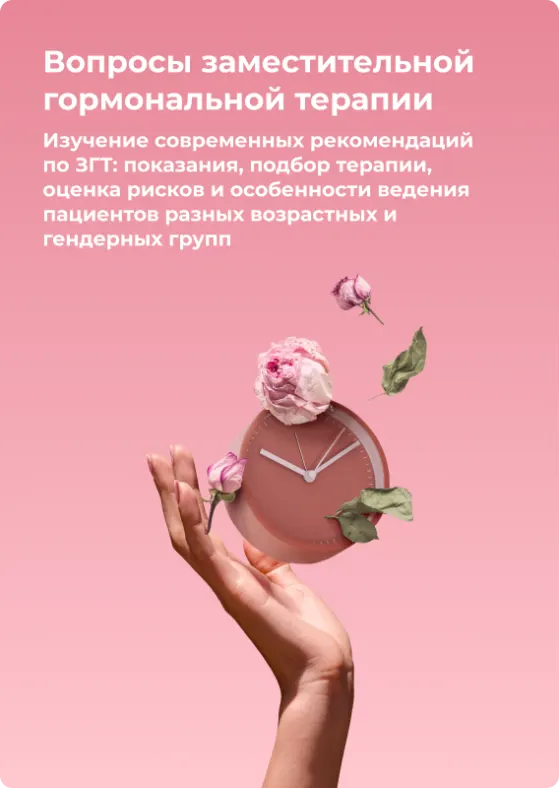 Вопросы заместительной
гормональной терапии
Изучение современных рекомендаций
по ЗГТ: показания, подбор терапии,
оценка рисков и особенности ведения
пациентов разных возрастных и
гендерных групп